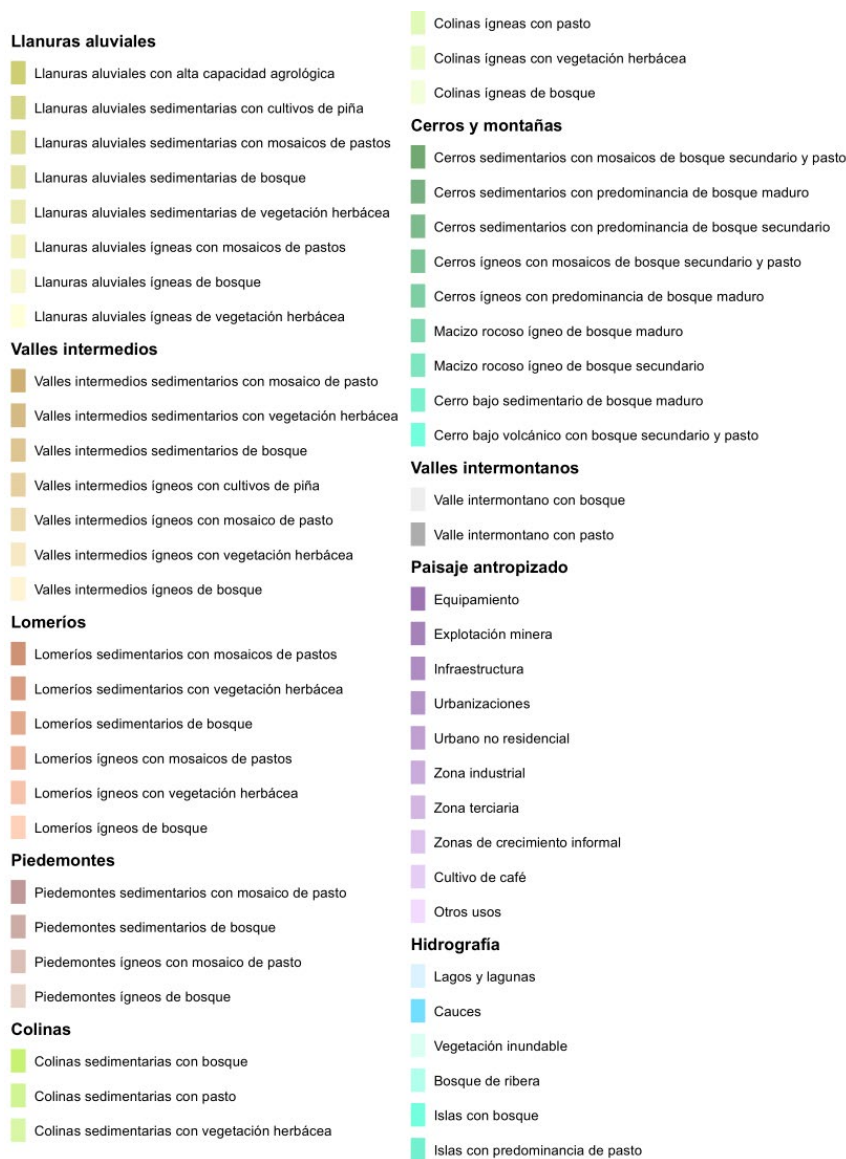 Llanuras aluviales
Llanuras aluviales con alta capacidad agrológica
Llanuras aluviales sedimentarias con cultivos de piña
Llanuras aluviales sedimentarias con mosaicos de pastos
Llanuras aluviales sedimentarias de bosque
Llanuras aluviales sedimentarias de vegetación herbácea
Llanuras aluviales ígneas con mosaicos de pastos
Llanuras aluviales ígneas de bosque
Llanuras aluviales ígneas de vegetación herbácea
Valles intermedios
Valles intermedios sedimentarios con mosaico de pasto
Valles intermedios sedimentarios con vegetación herbácea
Valles intermedios sedimentarios de bosque
Valles intermedios ígneos con cultivos de piña
Valles intermedios ígneos con mosaico de pasto
Valles intermedios ígneos con vegetación herbácea
Valles intermedios ígneos de bosque
Lomeríos
Lomeríos sedimentarios con mosaicos de pastos
Lomeríos sedimentarios con vegetación herbácea
Lomeríos sedimentarios de bosque
Lomeríos ígneos con mosaicos de pastos
Lomeríos ígneos con vegetación herbácea
Lomeríos ígneos de bosque
Piedemontes
Piedemontes sedimentarios con mosaico de pasto
Piedemontes sedimentarios de bosque
Piedemontes ígneos con mosaico de pasto
Piedemontes ígneos de bosque
Colinas
Colinas sedimentarias con bosque
Colinas sedimentarias con pasto
Colinas sedimentarias con vegetación herbácea
Colinas ígneas con pasto
Colinas ígneas con vegetación herbácea
Colinas ígneas de bosque
Cerros y montañas
Cerros sedimentarios con mosaicos de bosque secundario y pasto
Cerros sedimentarios con predominancia de bosque maduro
Cerros sedimentarios con predominancia de bosque secundario
Cerros ígneos con mosaicos de bosque secundario y pasto
Cerros ígneos con predominancia de bosque maduro
Macizo rocoso ígneo de bosque maduro
Macizo rocoso ígneo de bosque secundario
Cerro bajo sedimentario de bosque maduro
Cerro bajo volcánico con bosque secundario y pasto
Valles intermontanos
Valle intermontano con bosque
Valle intermontano con pasto
Paisaje antropizado
Equipamiento
Explotación minera
Infraestructura
Urbanizaciones
Urbano no residencial
Zona industrial
Zona terciaria
Zonas de crecimiento informal
Cultivo de café
Otros usos
Hidrografía
Lagos y lagunas
Cauces
Vegetación inundable
Bosque de ribera
Islas con bosque
Islas con predominancia de pasto